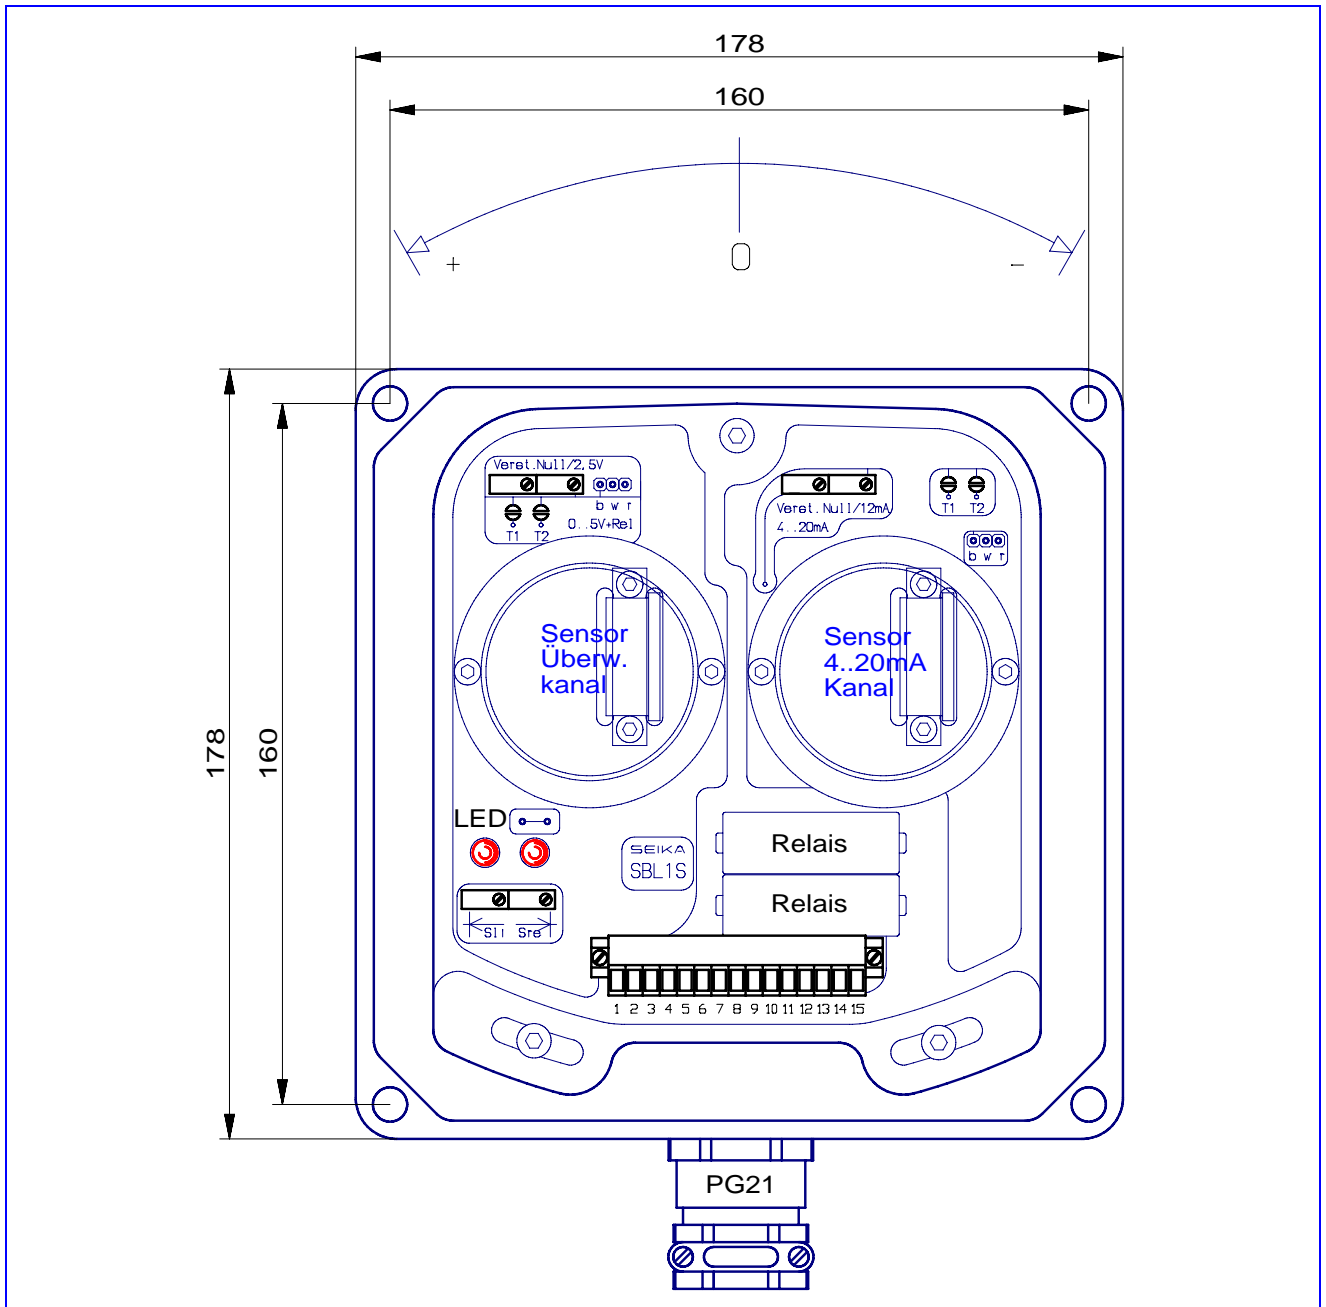 178
160
+
0
-
Verst.Null/2,5V
b w r
T1 T2
0..5V+Rel
Verst.Null/12mA
4..20mA
T1 T2
b w r
Sensor
Überw.
kanal
Sensor
4..20mA
Kanal
178
160
LED
SEIKA
SBL1S
Relais
Relais
Sli Sre
1 2 3 4 5 6 7 8 9 10 11 12 13 14 15
PG21